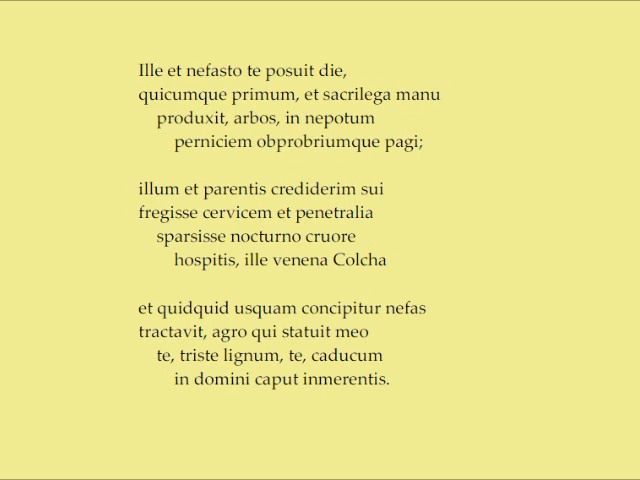 Ille et nefasto te posuit die,
quicumque primum, et sacrilega manu
produxit, arbos, in nepotum
perniciem obprobriumque pagi;
illum et parentis crediderim sui
fregisse cervicem et penetralia
sparsisse nocturno cruore
hospitis, ille venena Colcha
et quidquid usquam concipitur nefas
tractavit, agro qui statuit meo
te, triste lignum, te, caducum
in domini caput inmerentis.